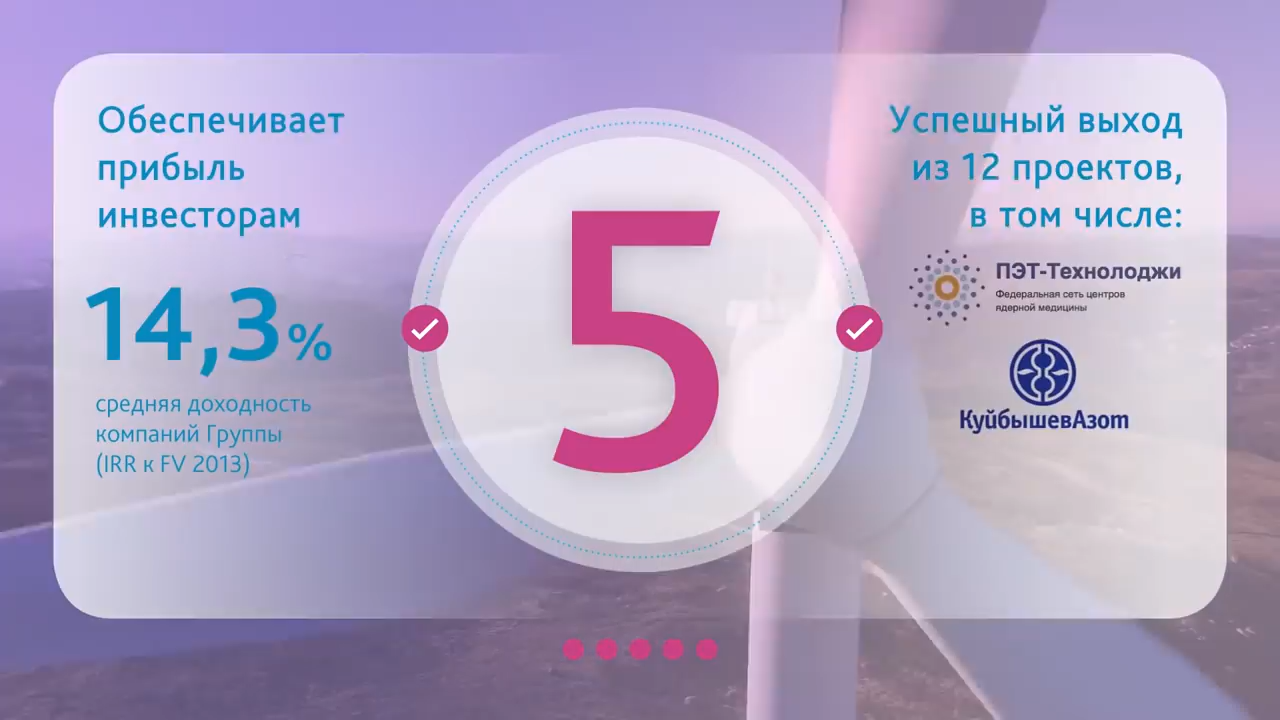 Обеспечивает
прибыль
инвесторам
14,3%
средняя доходность
компаний Группы
(IRR к FV 2013)
5
Успешный выход
из 12 проектов,
в том числе:
ПЭТ-Технолоджи
Федеральная сеть центров
ядерной медицины
КуйбышевАзот